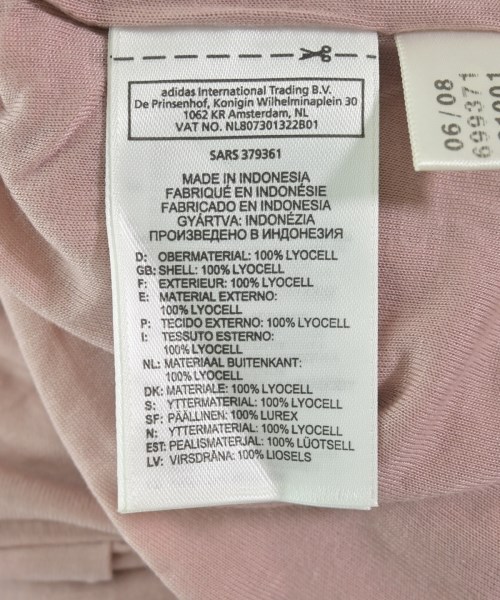 adidas International Trading B.V.
De Prinsenhof, Konigin Wilhelminaplein 30
1062 KR Amsterdam, NL
VAT NO. NL807301322B01
SARS 379361
MADE IN INDONESIA
FABRIQUÉ EN INDONÉSIE
FABRICADO EN INDONESIA
GYÁRTVA: INDONÉZIA
ПРОИЗВЕДЕНО В ИНДОНЕЗИЯ
D: OBERMATERIAL: 100% LYOCELL
GB: SHELL: 100% LYOCELL
F: EXTERIEUR: 100% LYOCELL
E: MATERIAL EXTERNO:
100% LYOCELL
P: TECIDO EXTERNO: 100% LYOCELL
I: TESSUTO ESTERNO:
100% LYOCELL
NL: MATERIAAL BUITENKANT:
100% LYOCELL
DK: MATERIALE: 100% LYOCELL
S: YTTERMATERIAL: 100% LYOCELL
SF: PÄÄLLINEN: 100% LUREX
N: YTTERMATERIAL: 100% LYOCELL
EST: PEALISMATERJAL: 100% LÜOTSELL
LV: VIRSDRĀNA: 100% LIOSELS
06/08
699371
1001